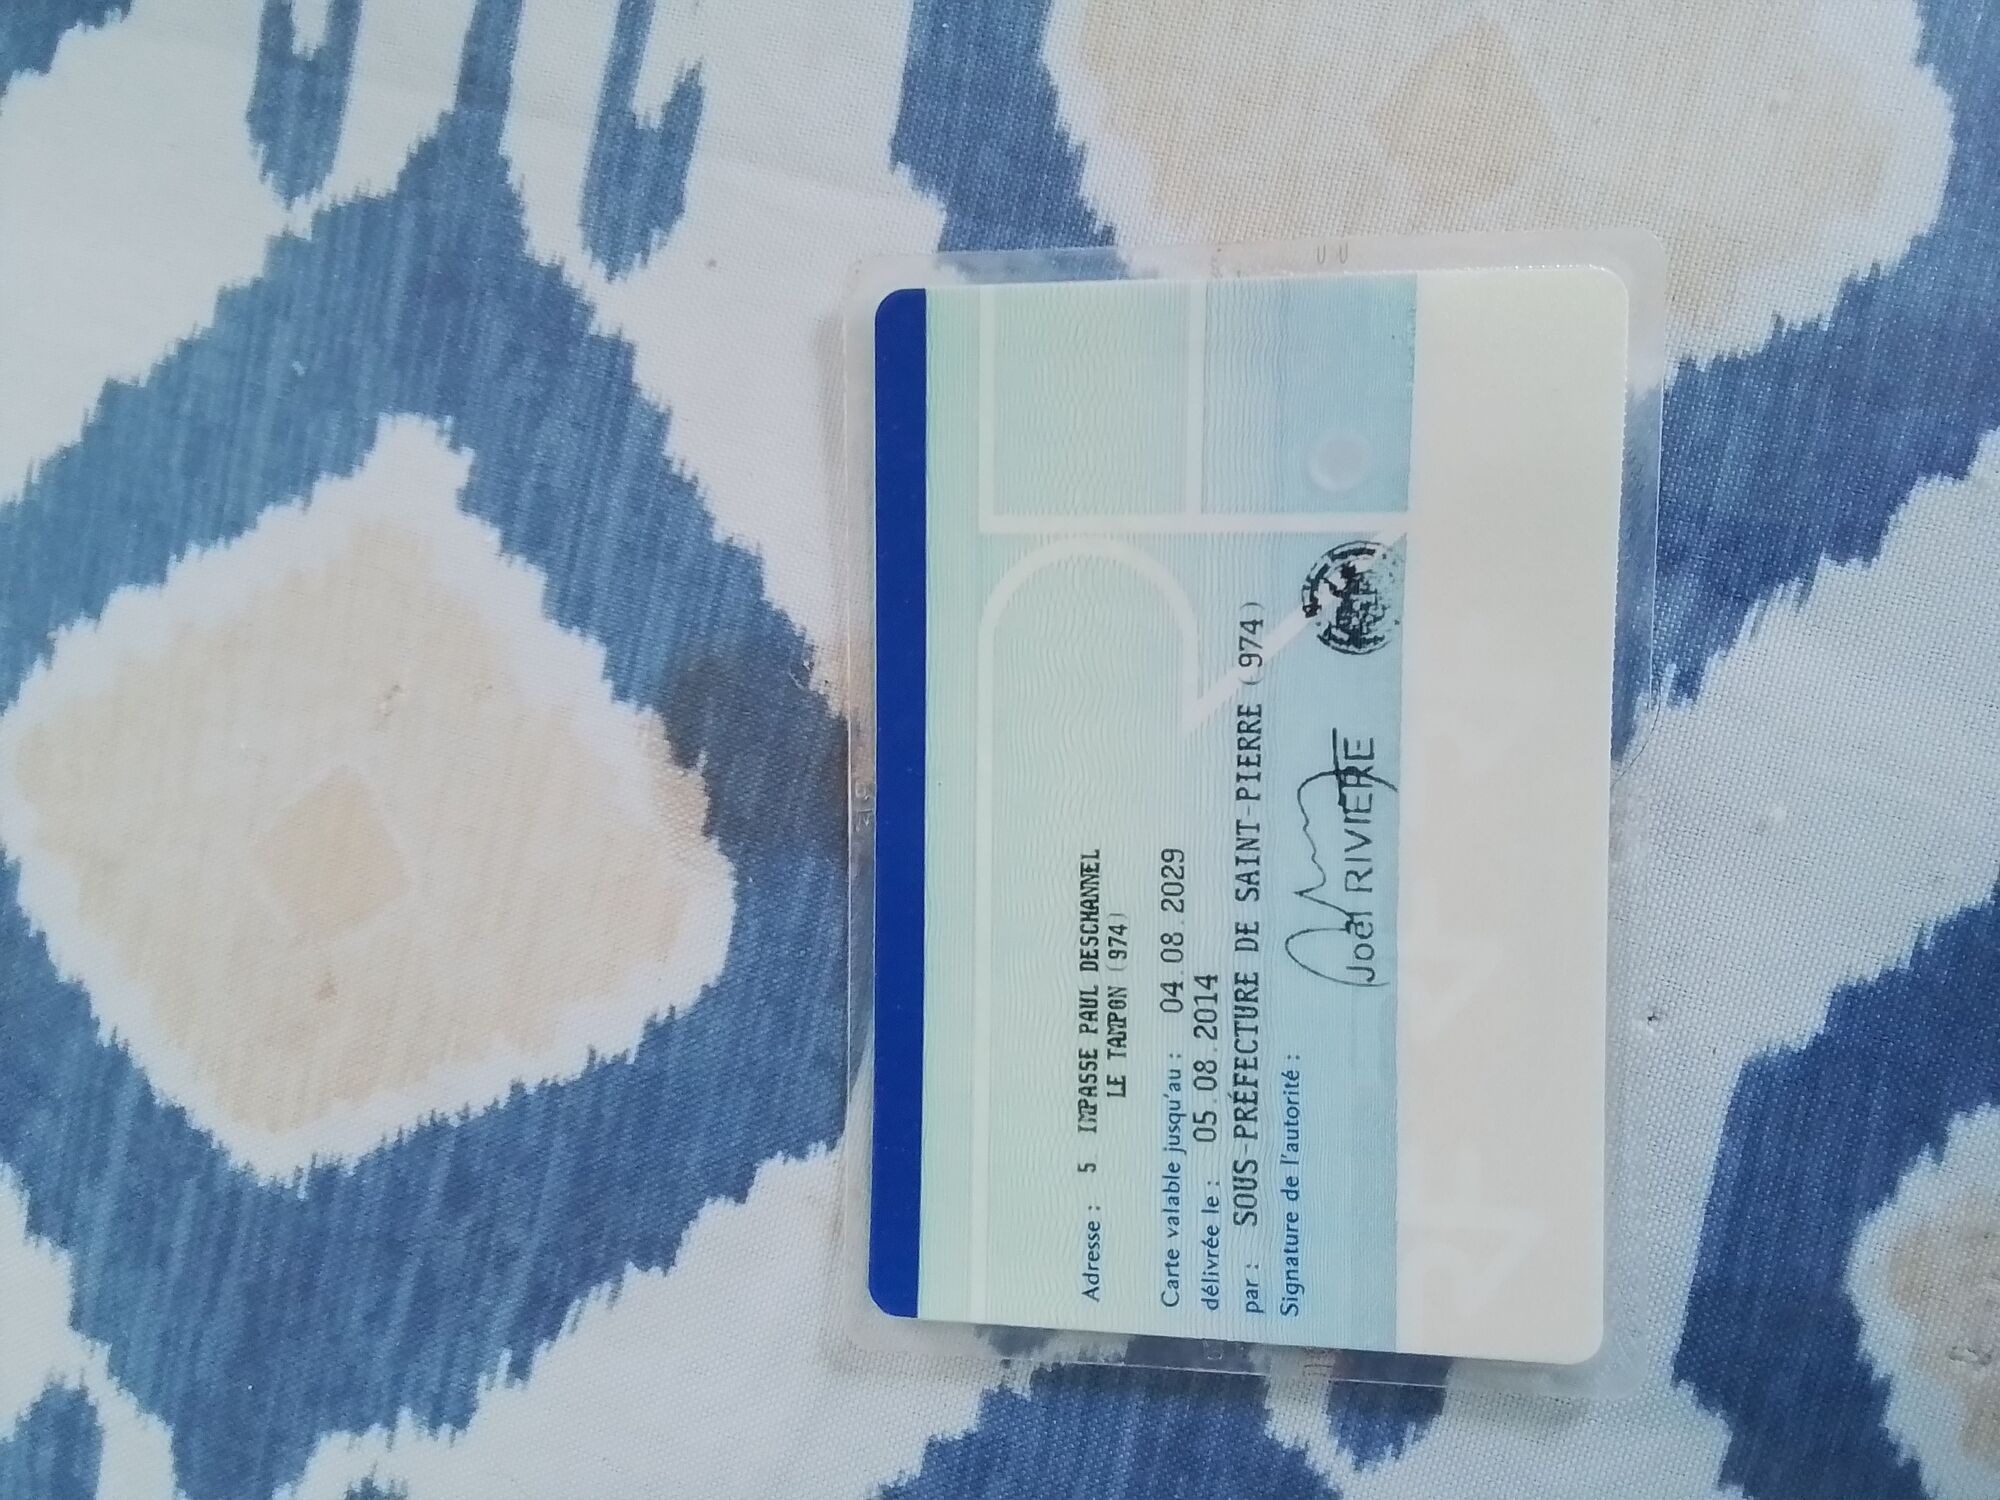 Adresse : 5 IMPASSE PAUL DESCHANNEL
LE TAMPON (974)
Carte valable jusqu'au : 04.08.2029
délivrée le : 05.08.2014
par : SOUS-PRÉFECTURE DE SAINT-PIERRE (974)
Signature de l'autorité :
Joël RIVIERE